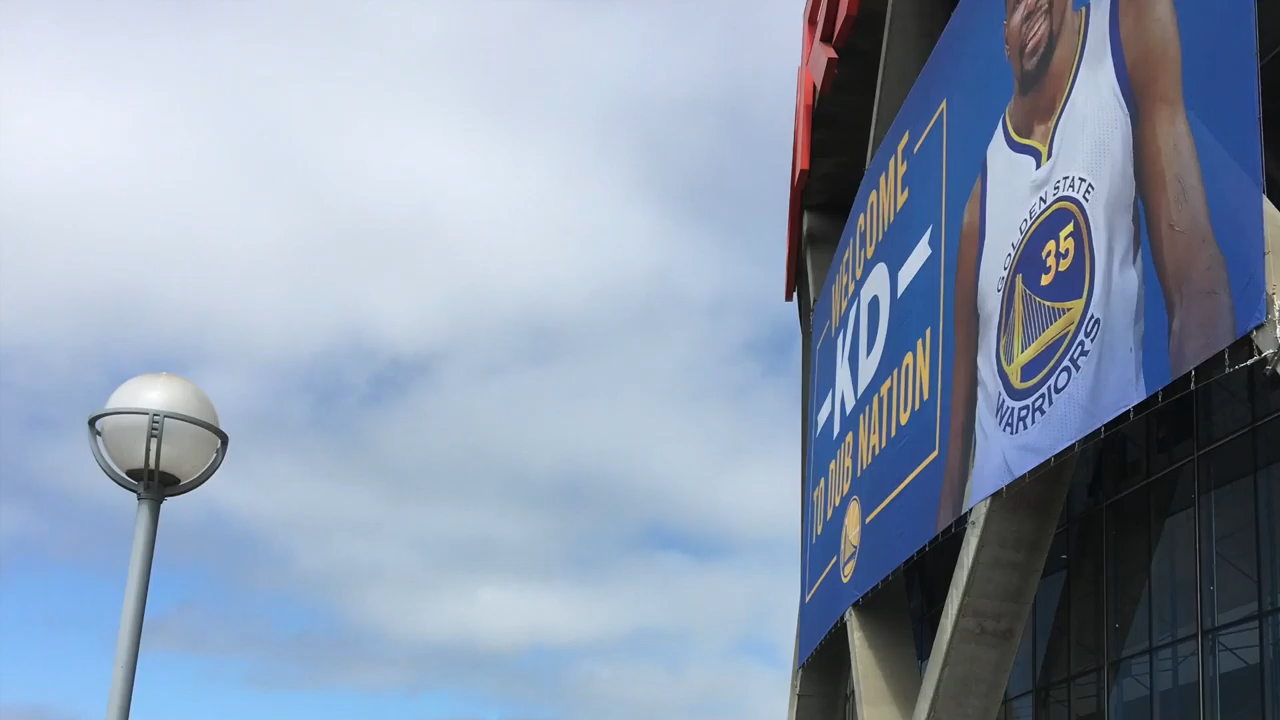 WELCOME
KD
TO DUB NATION
GOLDEN STATE
35
WARRIORS